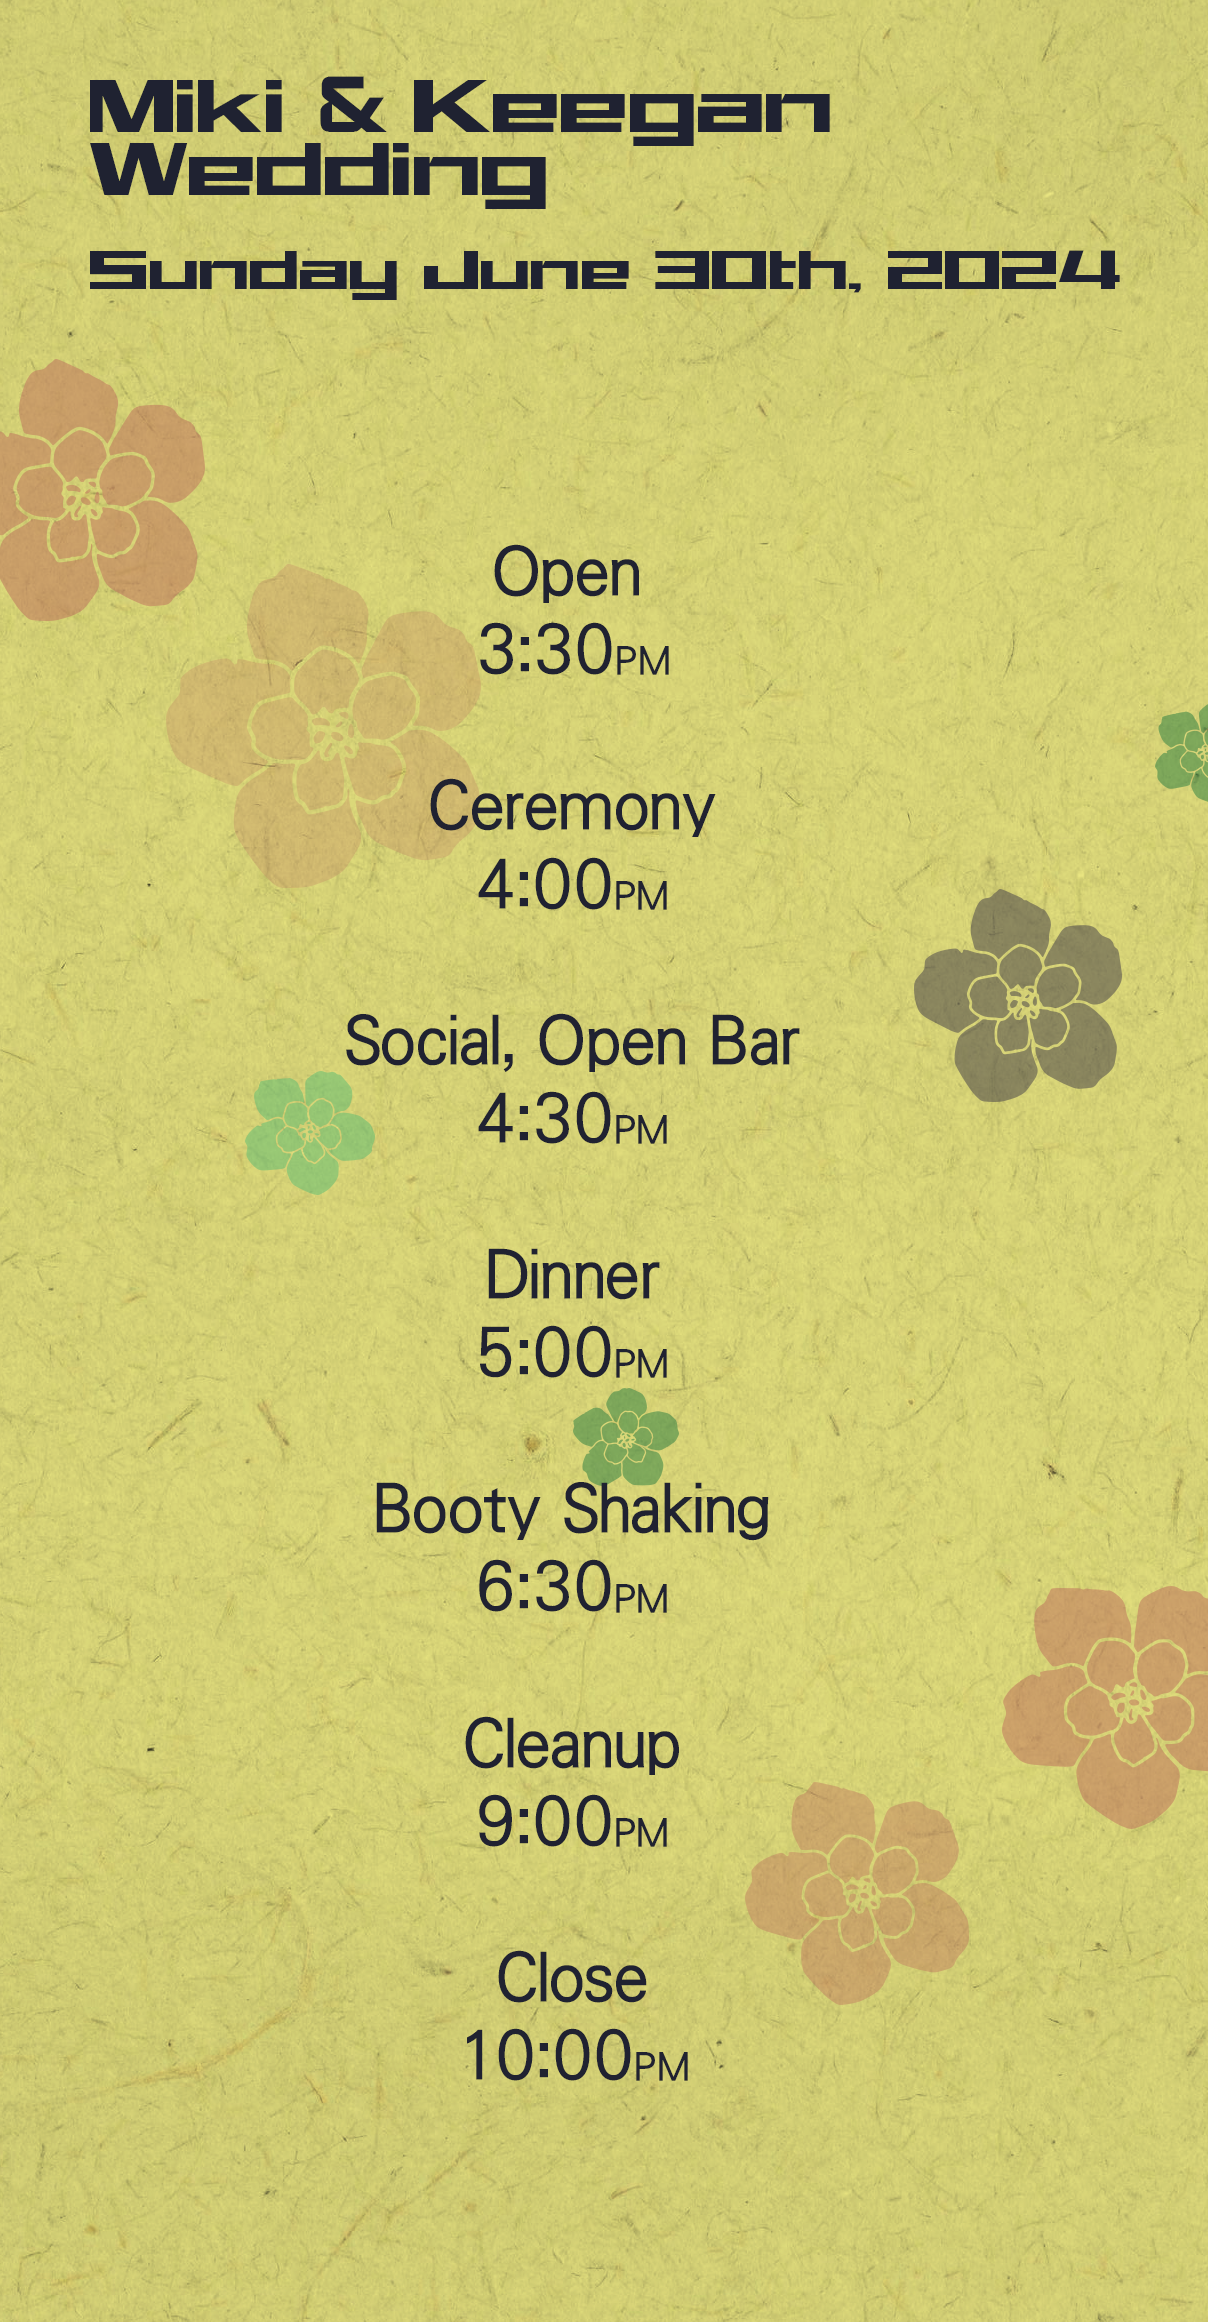 Miki & Keegan
Wedding
Sunday June 30th, 2024
Open
3:30PM
Ceremony
4:00PM
Social, Open Bar
4:30PM
Dinner
5:00PM
Booty Shaking
6:30PM
Cleanup
9:00PM
Close
10:00PM